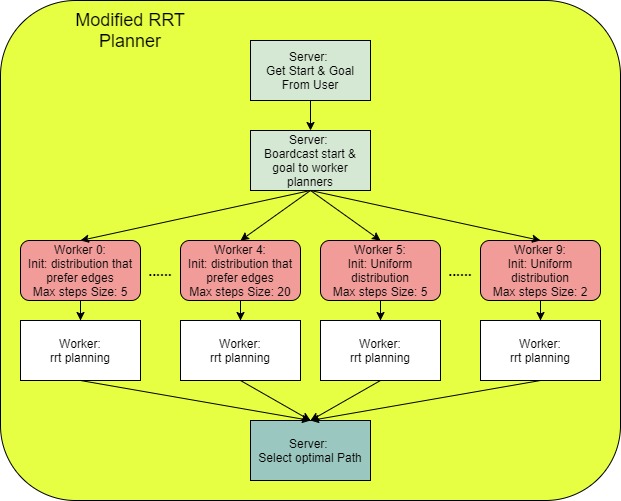 Modified RRT
Planner
Server:
Get Start & Goal
From User
Server:
Boardcast start &
goal to worker
planners
Worker 0:
Init: distribution that
prefer edges
Max steps Size: 5
......
Worker 4:
Init: distribution that
prefer edges
Max steps Size: 20
Worker 5:
Init: Uniform
distribution
Max steps Size: 5
......
Worker 9:
Init: Uniform
distribution
Max steps Size: 2
Worker:
rrt planning
Worker:
rrt planning
Worker:
rrt planning
Worker:
rrt planning
Server:
Select optimal Path